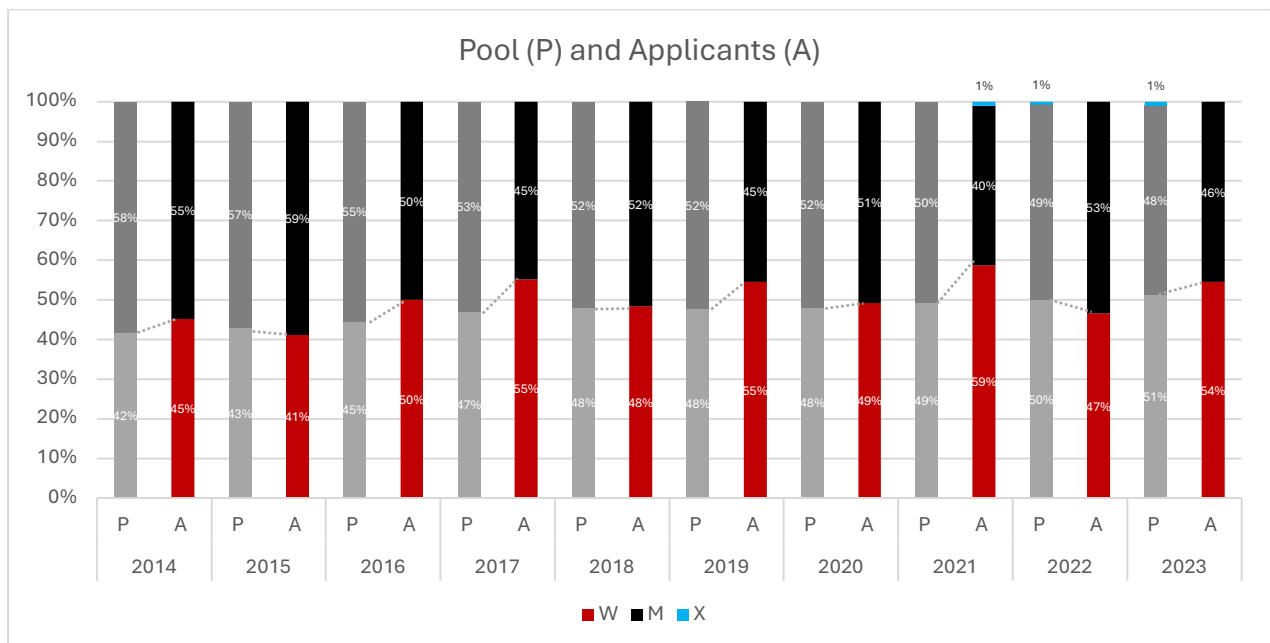 Pool (P) and Applicants (A)
1% 1% 1%
100%
90%
80%
45% 45% 40% 46%
70%
58% 55% 57% 59% 55% 50% 53% 52% 52% 52% 52% 51% 50% 49% 53% 48%
60%
50%
40%
30%
55% 55% 59% 54%
20%
42% 45% 43% 41% 45% 50% 47% 48% 48% 48% 48% 49% 49% 50% 47% 51%
10%
0%
P A P A P A P A P A P A P A P A P A P A
2014 2015 2016 2017 2018 2019 2020 2021 2022 2023
W M X